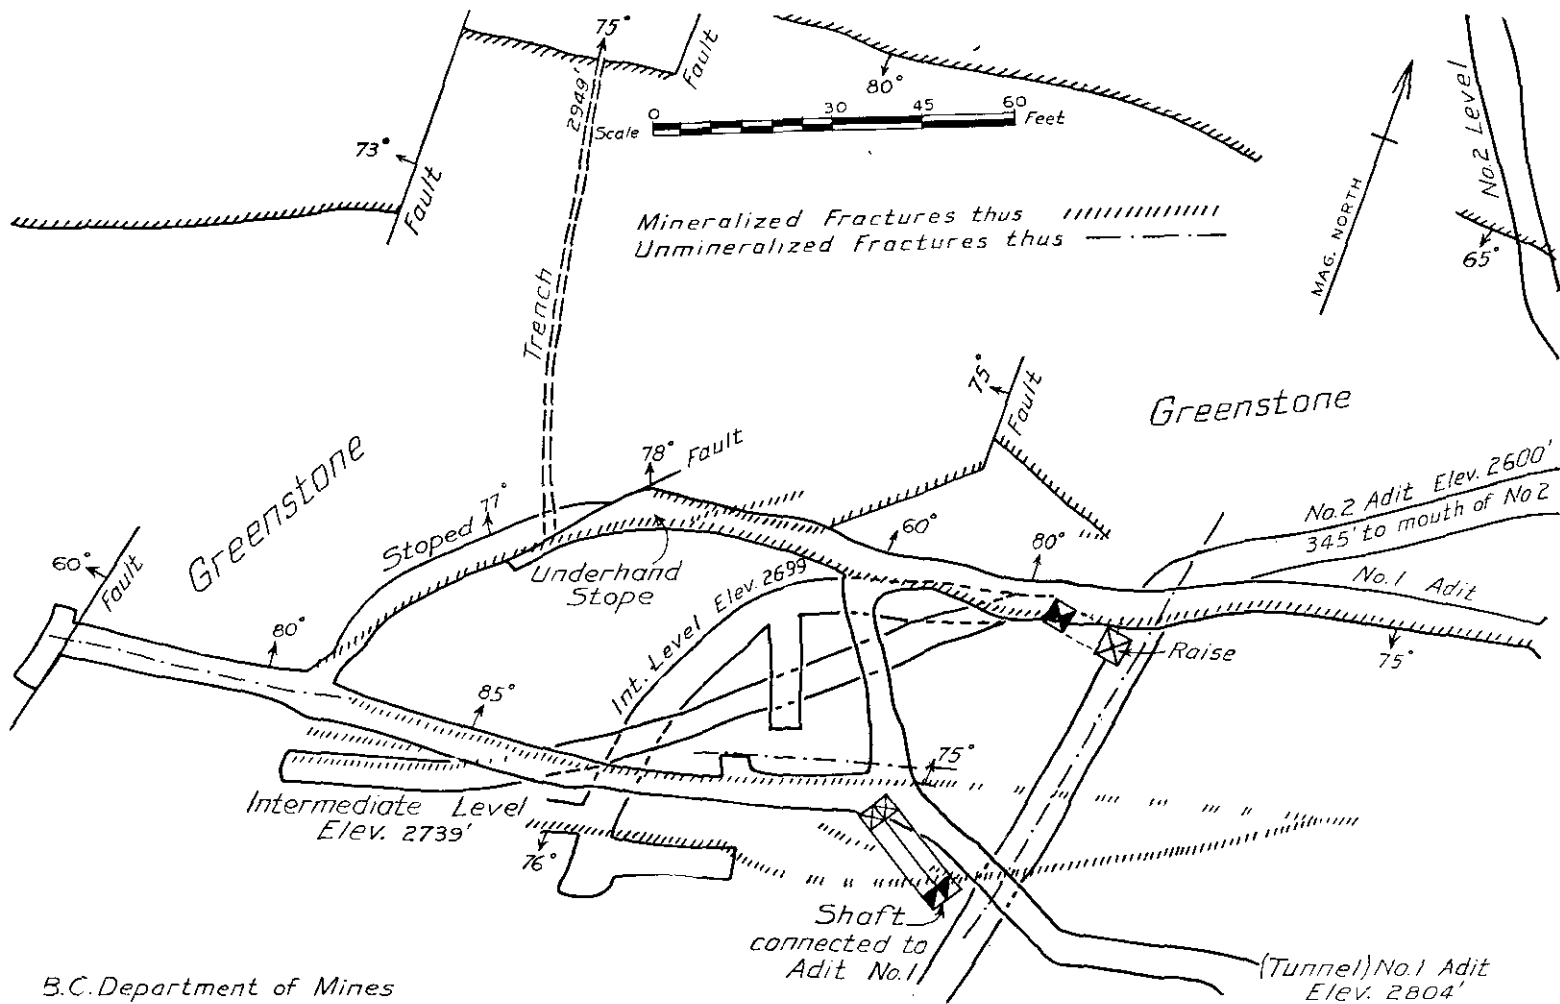 75°
Fault
2949'
80°
0 30 45 60
Scale
Feet
No.2 Level
73°
Fault
MAG. NORTH
Mineralized Fractures thus
Unmineralized Fractures thus
65°
Trench
75°
Fault
Greenstone
Greenstone
78°
Fault
Stoped 77°
No.2 Adit Elev. 2600'
345' to mouth of No 2
60°
80°
60°
Fault
Underhand
Stope
No.1 Adit
Int. Level Elev. 2699
80°
Raise
75°
85°
75°
Intermediate Level
Elev. 2739'
76°
Shaft
connected to
Adit No.1
(Tunnel) No.1 Adit
Elev. 2804'
B.C. Department of Mines